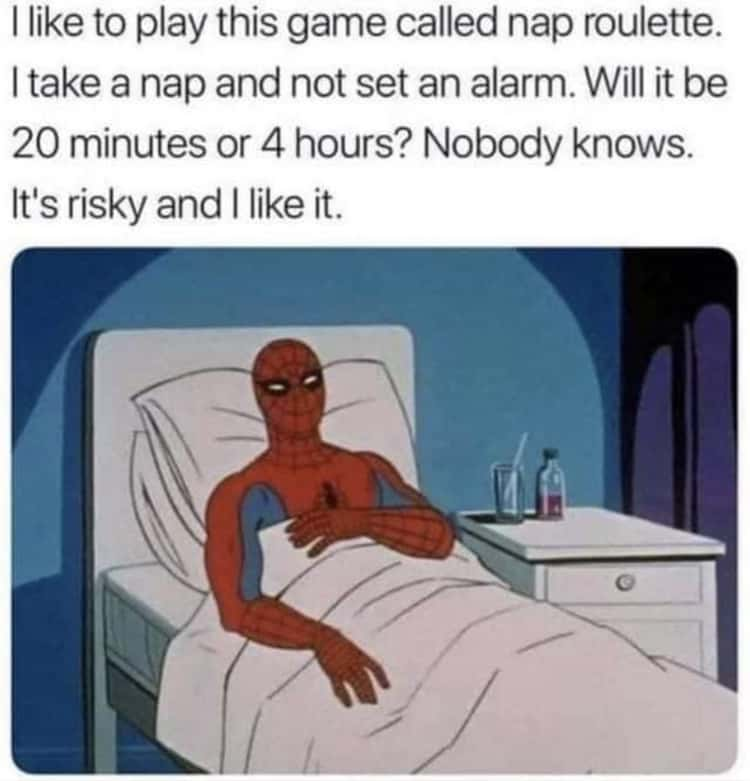 I like to play this game called nap roulette.
I take a nap and not set an alarm. Will it be
20 minutes or 4 hours? Nobody knows.
It's risky and I like it.